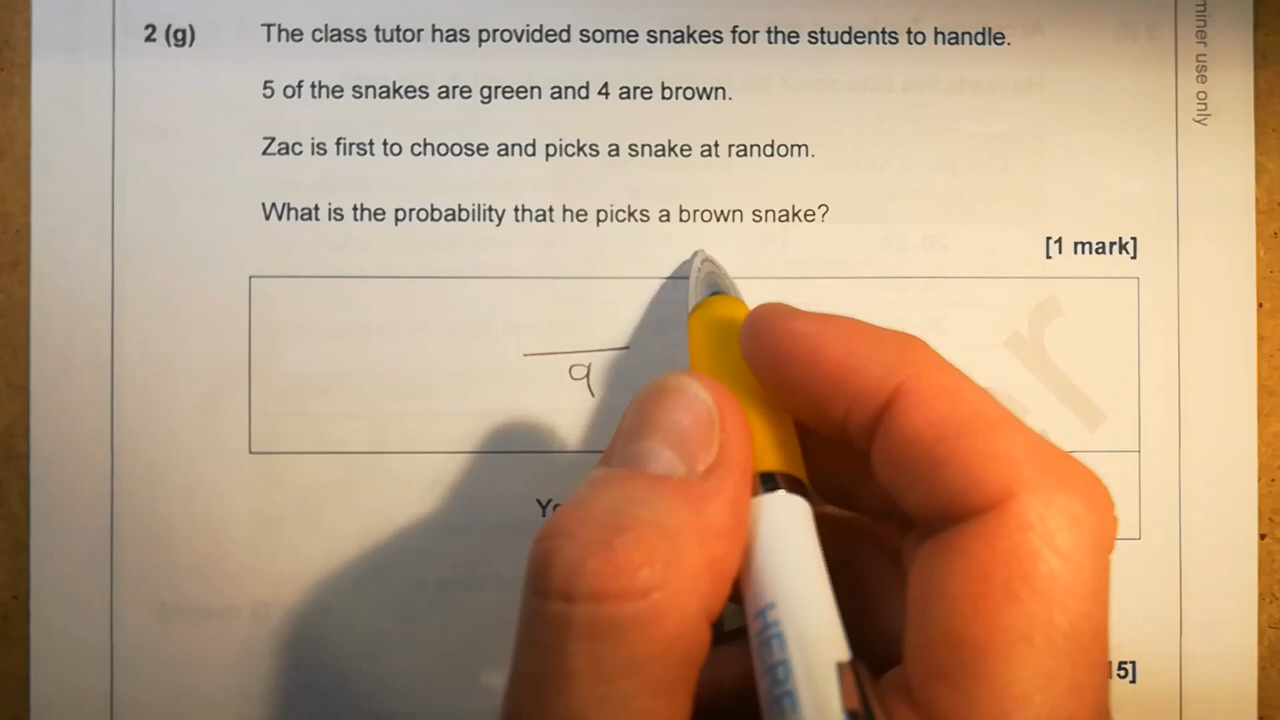 2 (g) The class tutor has provided some snakes for the students to handle.
5 of the snakes are green and 4 are brown.
Zac is first to choose and picks a snake at random.
What is the probability that he picks a brown snake?
[1 mark]
9
HERE
5]
use only